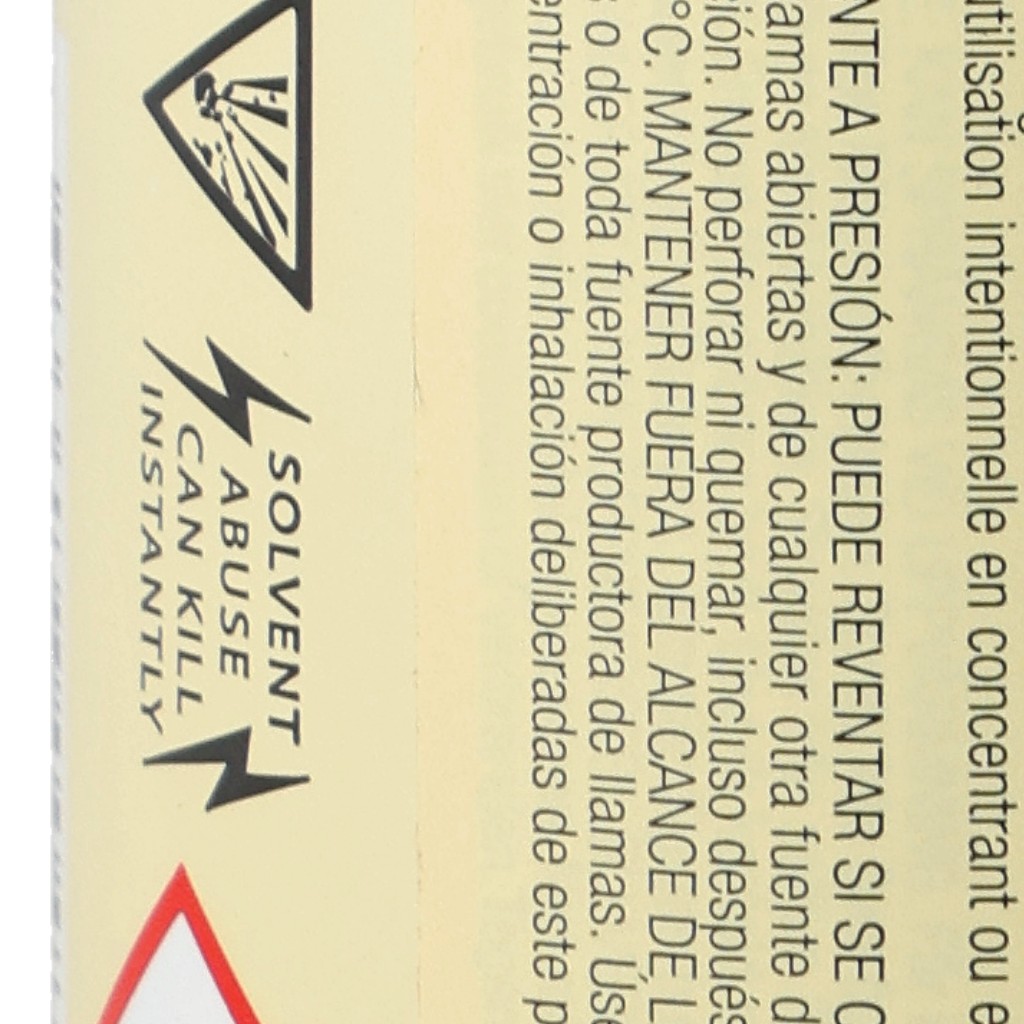 utilisation intentionnelle en concentrant ou
NTE A PRESIÓN: PUEDE REVENTAR SI SE
amas abiertas y de cualquier otra fuente
ción. No perforar ni quemar, incluso después
°C. MANTENER FUERA DEL ALCANCE DE
o de toda fuente productora de llamas.
entración o inhalación deliberadas de este
SOLVENT
ABUSE
CAN KILL
INSTANTLY